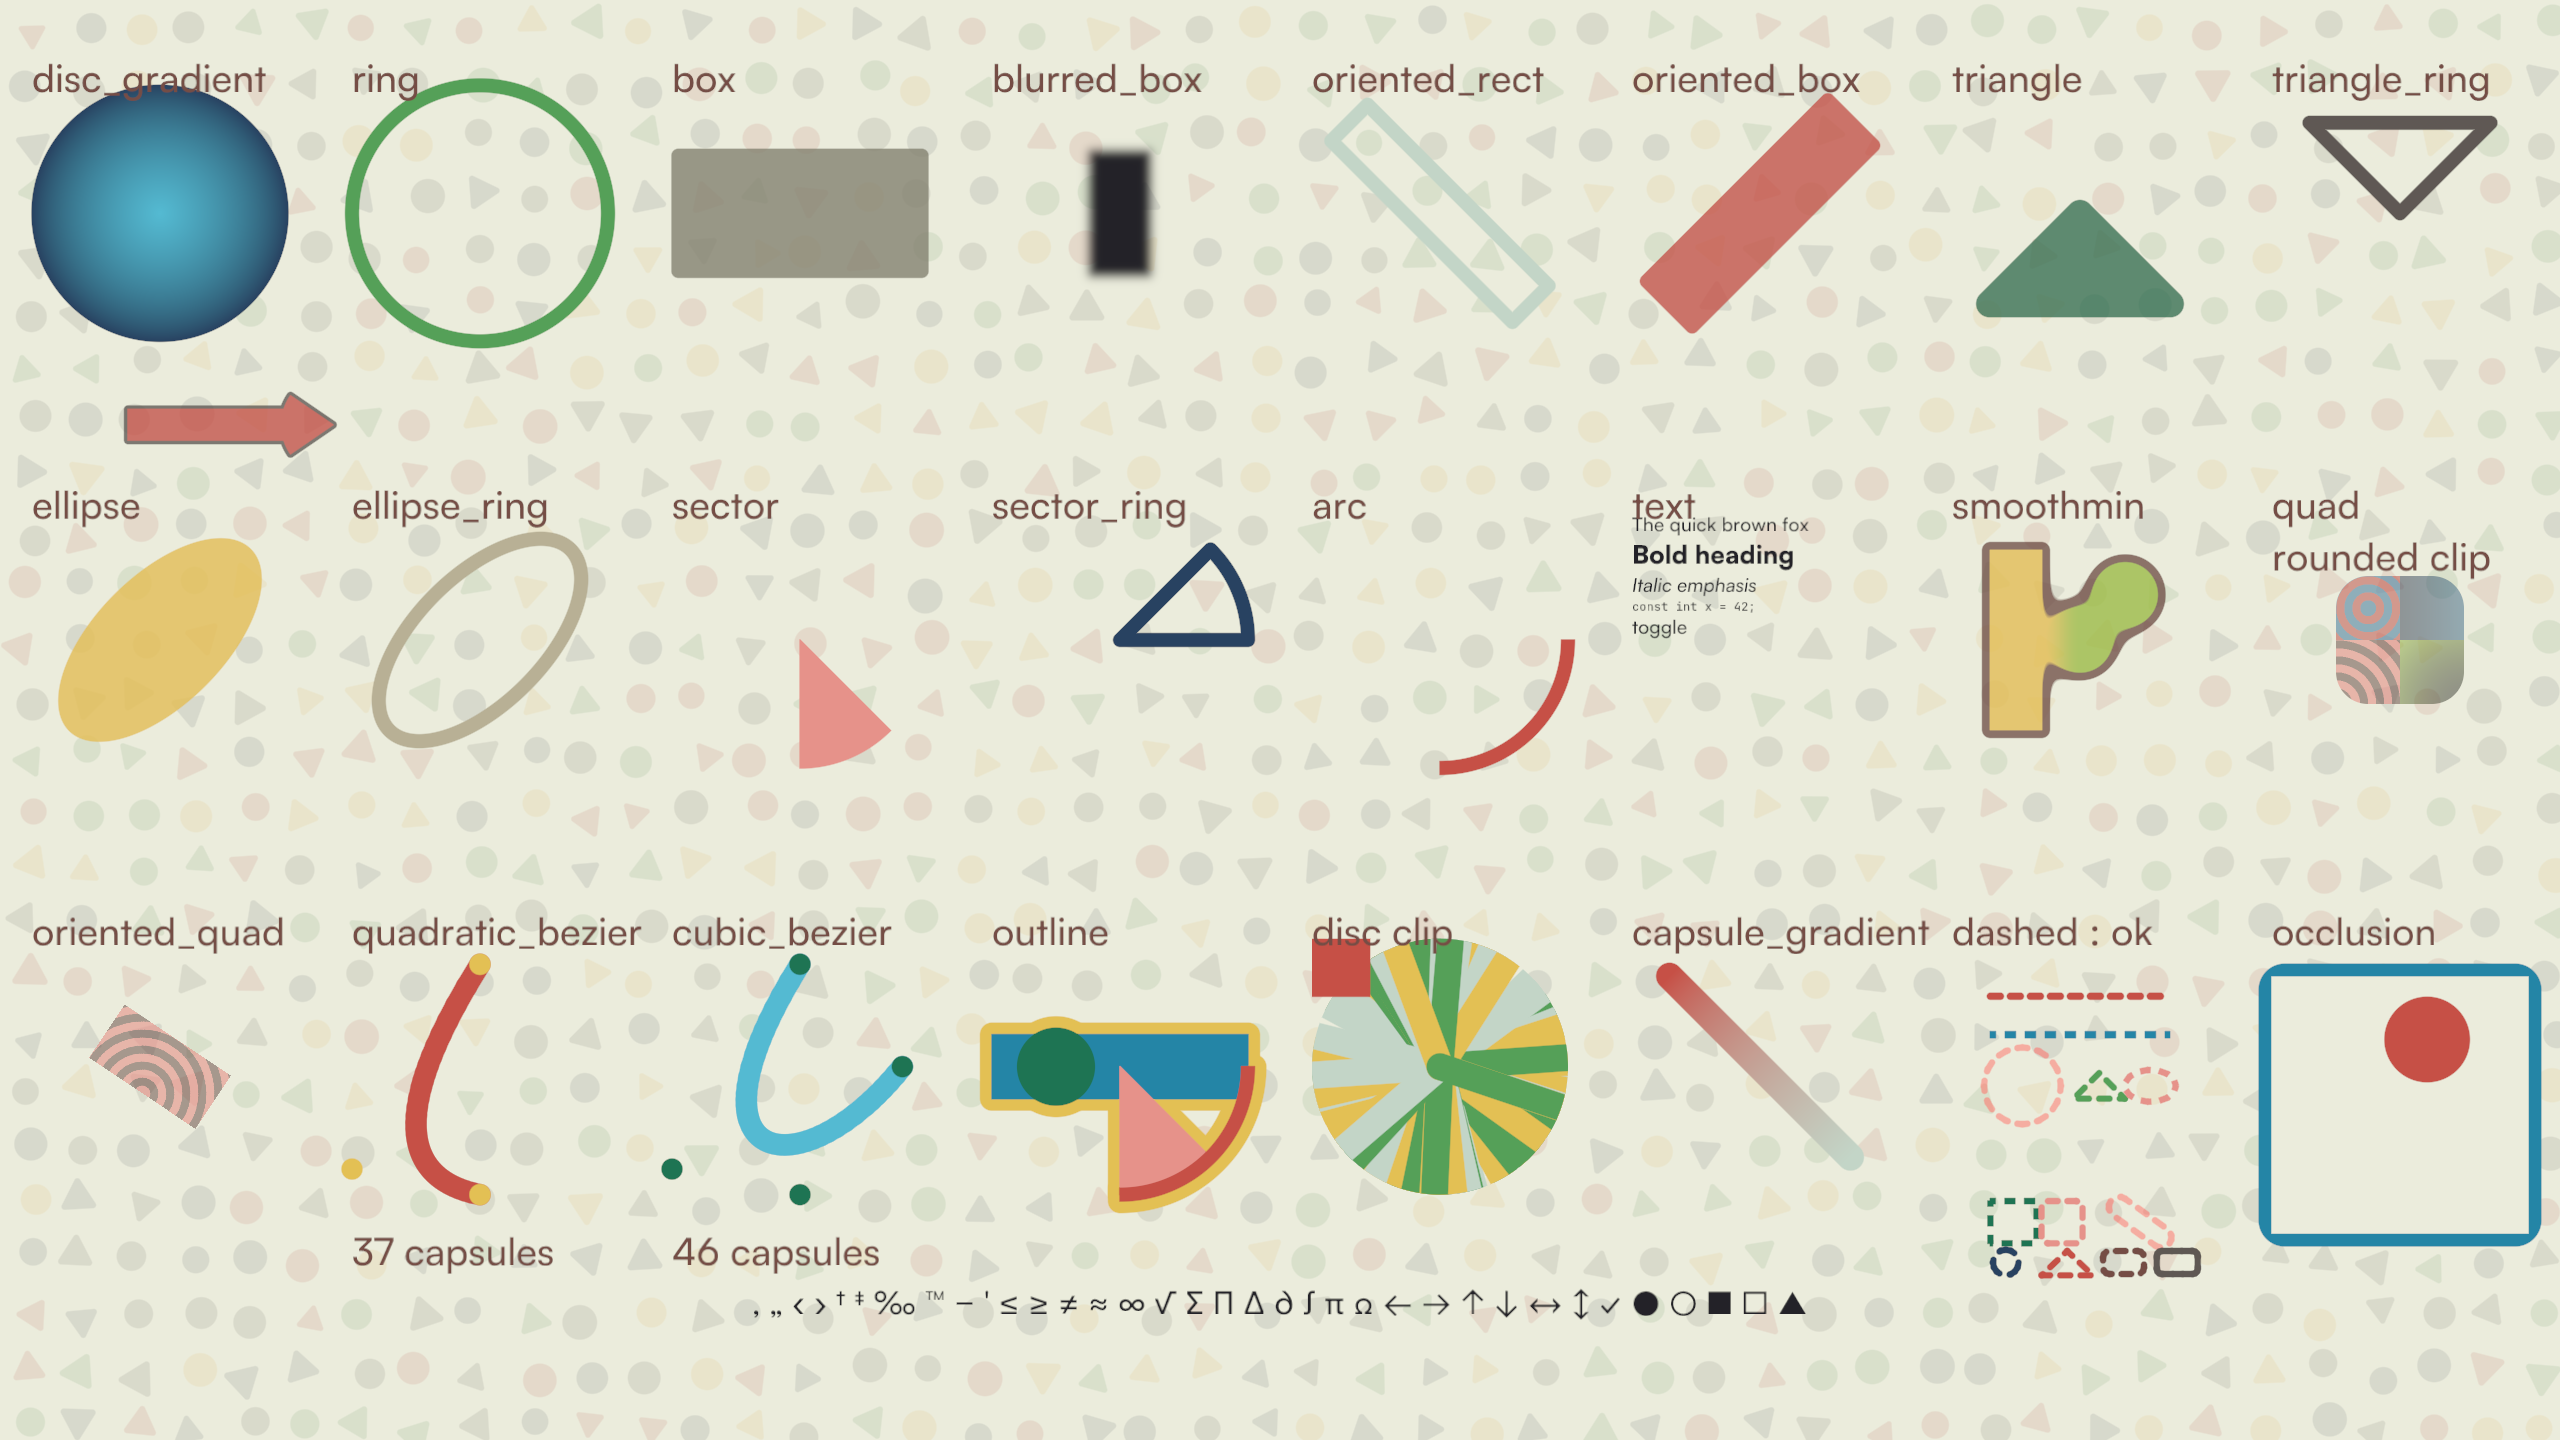 disc_gradient
ring
box
blurred_box
oriented_rect
oriented_box
triangle
triangle_ring
ellipse
ellipse_ring
sector
sector_ring
arc
text
The quick brown fox
Bold heading
Italic emphasis
const int x = 42;
toggle
smoothmin
quad
rounded clip
oriented_quad
quadratic_bezier
37 capsules
cubic_bezier
46 capsules
outline
disc clip
capsule_gradient
dashed : ok
occlusion
‚ „ ‹ › † ‡ ‰ ™ − ' ≤ ≥ ≠ ≈ ∞ √ Σ Π Δ ∂ ∫ π Ω ← → ↑ ↓ ↔ ↕ ✓ ● ○ ■ □ ▲